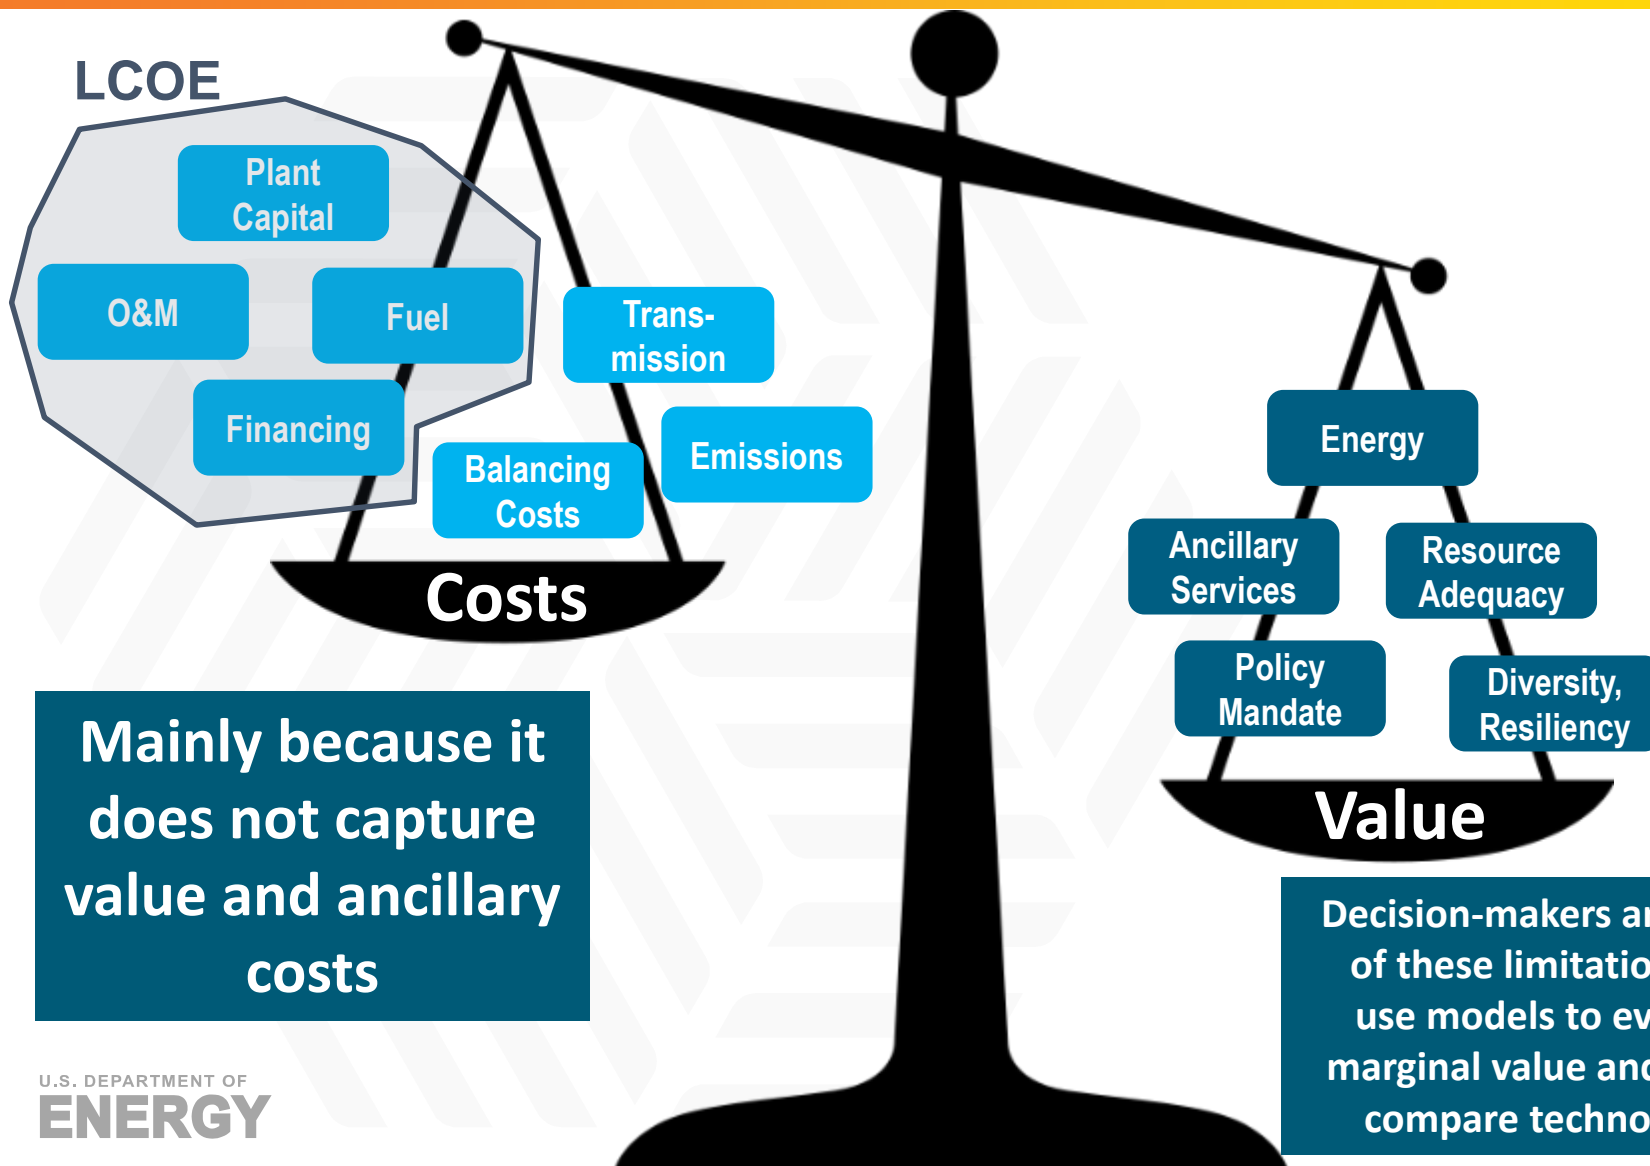 LCOE
Plant
Capital
O&M
Fuel
Financing
Trans-
mission
Emissions
Balancing
Costs
Costs
Energy
Ancillary
Services
Resource
Adequacy
Policy
Mandate
Diversity,
Resiliency
Value
Mainly because it
does not capture
value and ancillary
costs
Decision-makers
of these
use models to
marginal value
compare
U.S. DEPARTMENT OF
ENERGY